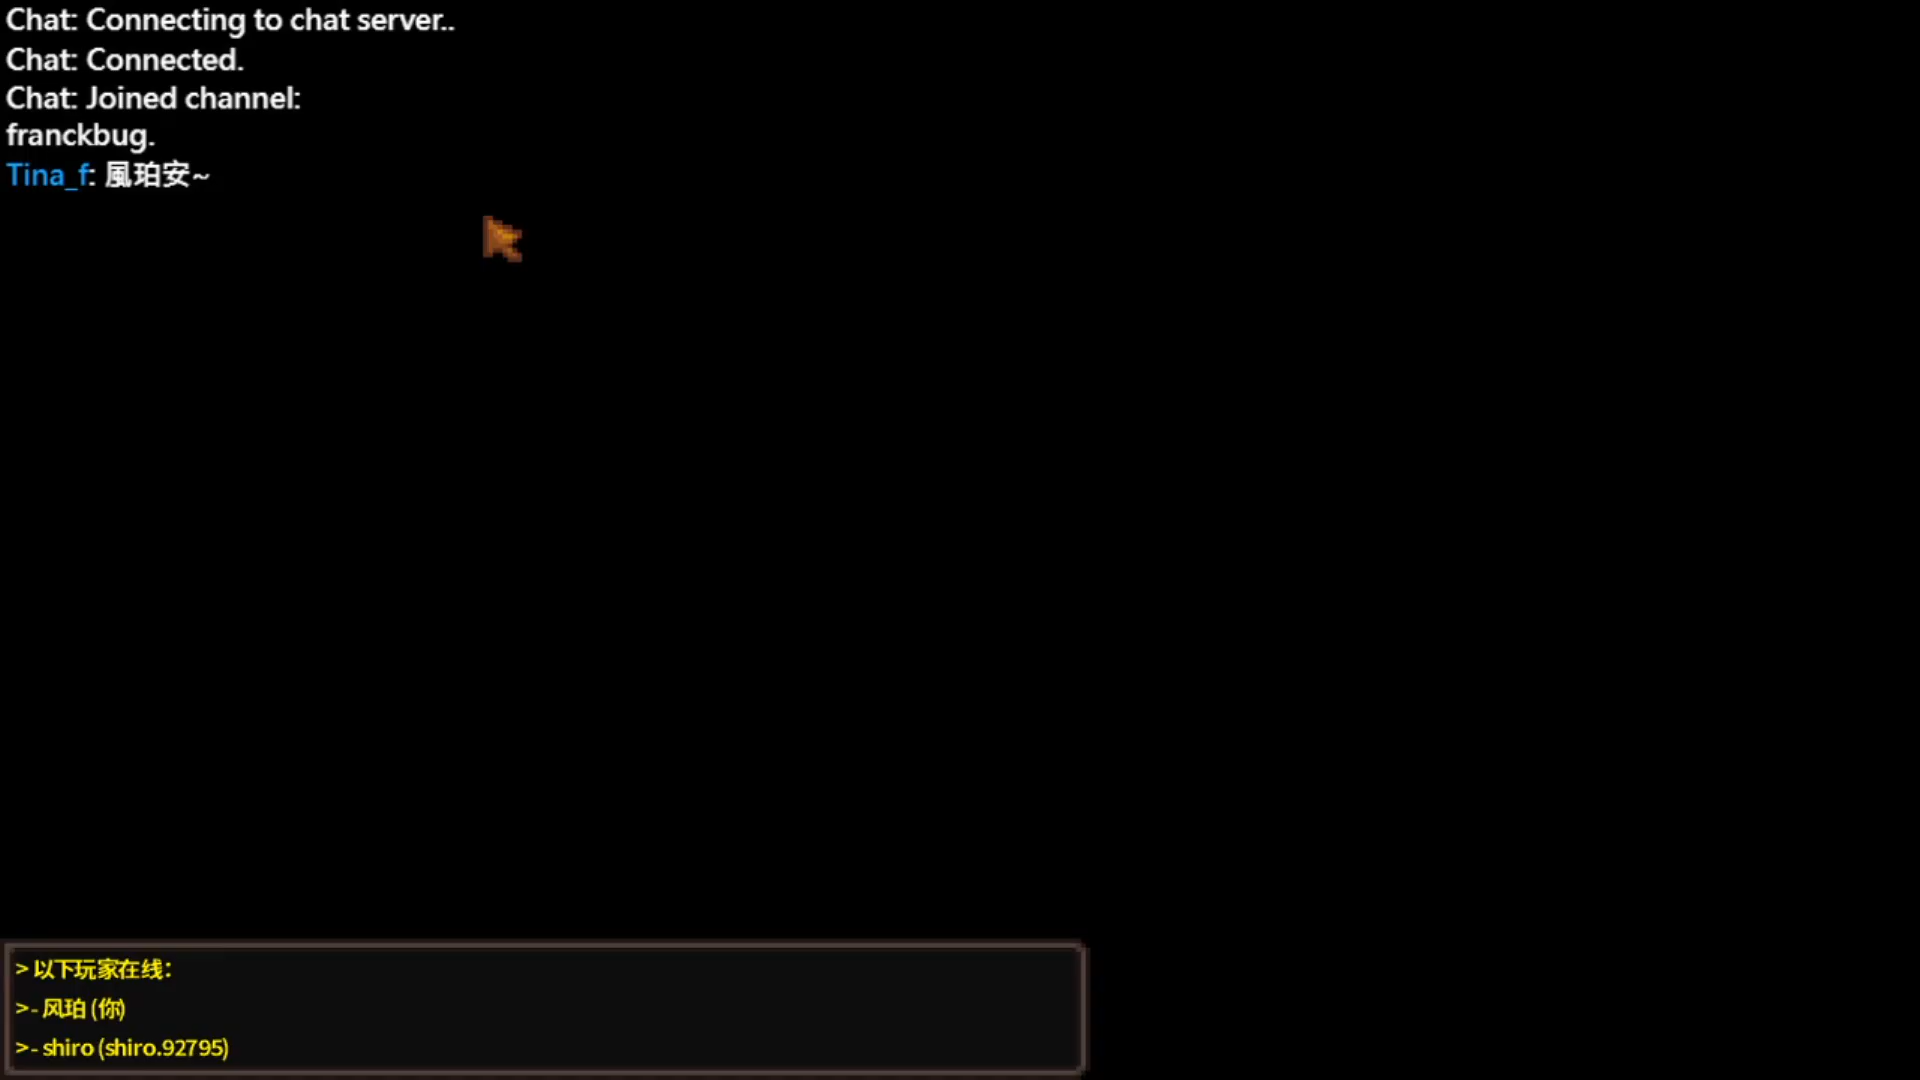 Chat: Connecting to chat server..
Chat: Connected.
Chat: Joined channel:
franckbug.
Tina_f: 風珀安~
> 以下玩家在线：
>- 风珀 (你)
>- shiro (shiro.92795)